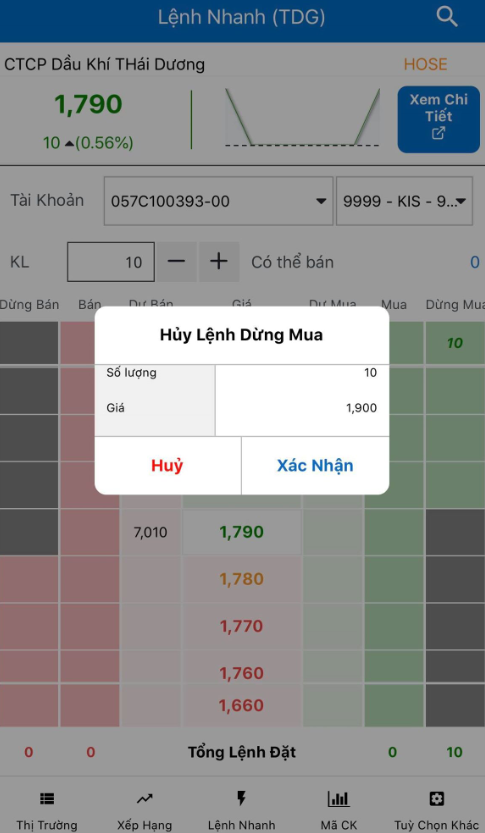 Lệnh Nhanh (TDG)
CTCP Dầu Khí THái Dương
HOSE
1,790
10 (0.56%)
Xem Chi
Tiết
Tài Khoản
057C100393-00
9999 - KIS - 9...
KL
10
Có thể bán
0
Dừng Bán Bán Dư Bán Giá Dư Mua Mua Dừng Mua
10
Hủy Lệnh Dừng Mua
Số lượng 10
Giá 1,900
Huỷ Xác Nhận
7,010 1,790
1,780
1,770
1,760
1,660
0 0 Tổng Lệnh Đặt 0 10
Thị Trường Xếp Hạng Lệnh Nhanh Mã CK Tuỳ Chọn Khác